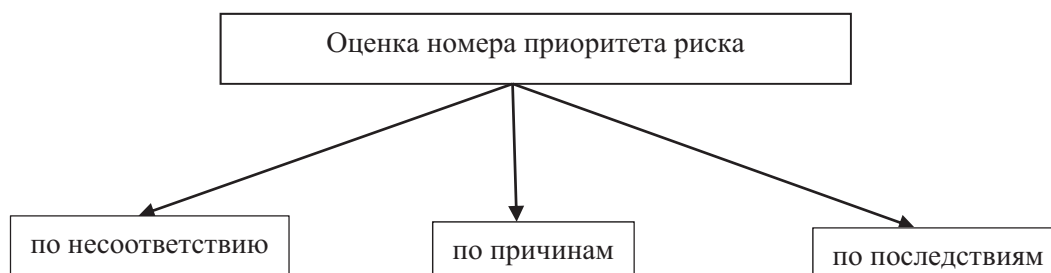 Оценка номера приоритета риска
по несоответствию
по причинам
по последствиям